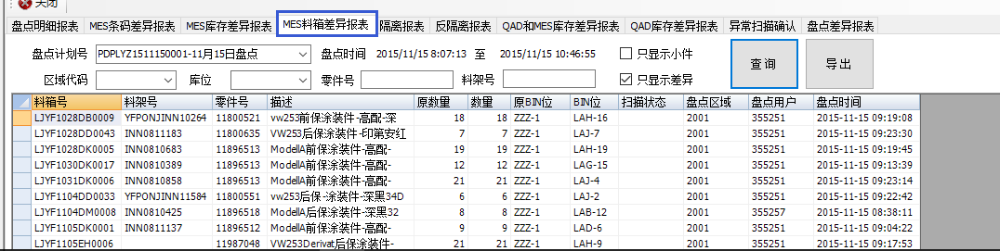 关闭
盘点明细报表 MES条码差异报表 MES库存差异报表 MES料箱差异报表 隔离报表 反隔离报表 QAD和MES库存报表 QAD库存差异报表 异常扫描确认 盘点差异报表
盘点计划号 PDPLYZ1511150001-11月15日盘点 盘点时间 2015/11/15 8:07:13 至 2015/11/15 10:46:55 只显示小件 查询 导出
区域代码 库位 零件号 料架号 只显示差异
料箱号 料架号 零件号 描述 原数量 数量 原BIN位 BIN位 扫描状态 盘点区域 盘点用户 盘点时间
LJYF1028DB0009 YFPONJINN10264 11800521 vw253前保涂装件-高配-深 18 18 ZZZ-1 LAH-16 2001 355251 2015-11-15 09:19:08
LJYF1028DD0043 INN0811183 11800635 VW253后保涂装件-印第安红 7 7 ZZZ-1 LAJ-7 2001 355251 2015-11-15 09:23:30
LJYF1028DK0005 INN0810683 11896513 ModellA前保涂装件-高配- 19 19 ZZZ-1 LAH-19 2001 355251 2015-11-15 09:19:45
LJYF1030DK0017 INN0810389 11896513 ModellA前保涂装件-高配- 12 12 ZZZ-1 LAG-15 2001 355251 2015-11-15 09:13:39
LJYF1031DK0006 INN0810858 11896513 ModellA前保涂装件-高配- 21 21 ZZZ-1 LAJ-4 2001 355251 2015-11-15 09:23:14
LJYF1104DD0033 YFPONJINN11584 11800551 vw253后保-涂装件-深黑34D 6 6 ZZZ-1 LAJ-2 2001 355251 2015-11-15 09:22:42
LJYF1104DM0008 INN0810425 11896518 ModellA后保涂装件-深黑32 8 8 ZZZ-1 LAB-12 2001 355257 2015-11-15 08:38:11
LJYF1105DK0001 INN0811137 11896512 ModellA前保涂装件-高配- 9 9 ZZZ-1 LAD-6 2001 355251 2015-11-15 09:04:22
LJYF1105EH0006 11987048 VW253Derivat后保涂装件- 21 21 ZZZ-1 LAH-9 2001 355251 2015-11-15 09:17:53